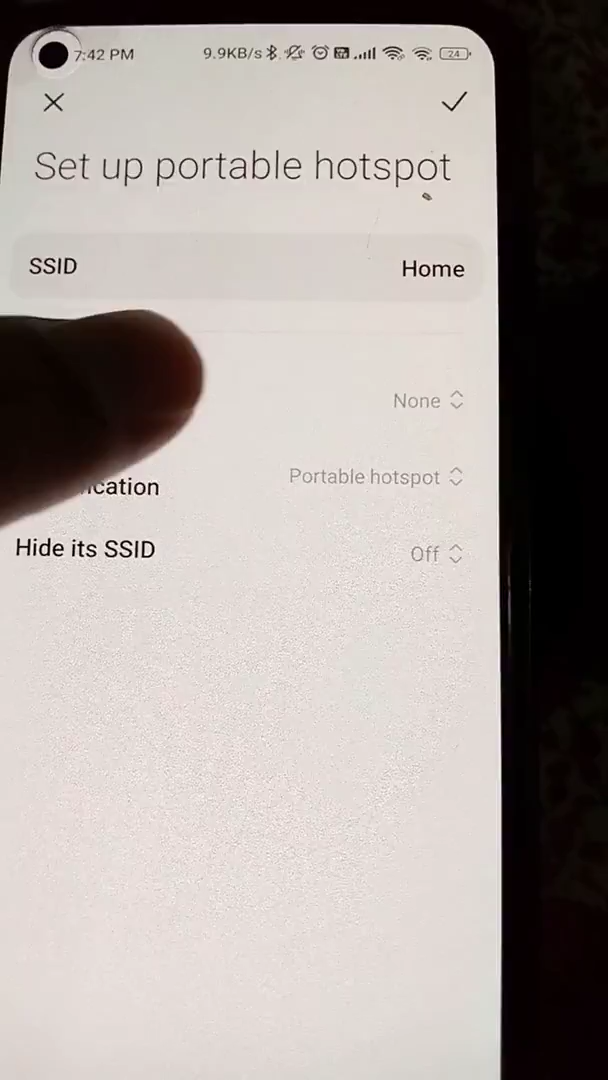 7:42 PM 9.9KB/s 24
Set up portable hotspot
SSID Home
None
Portable hotspot
Hide its SSID Off